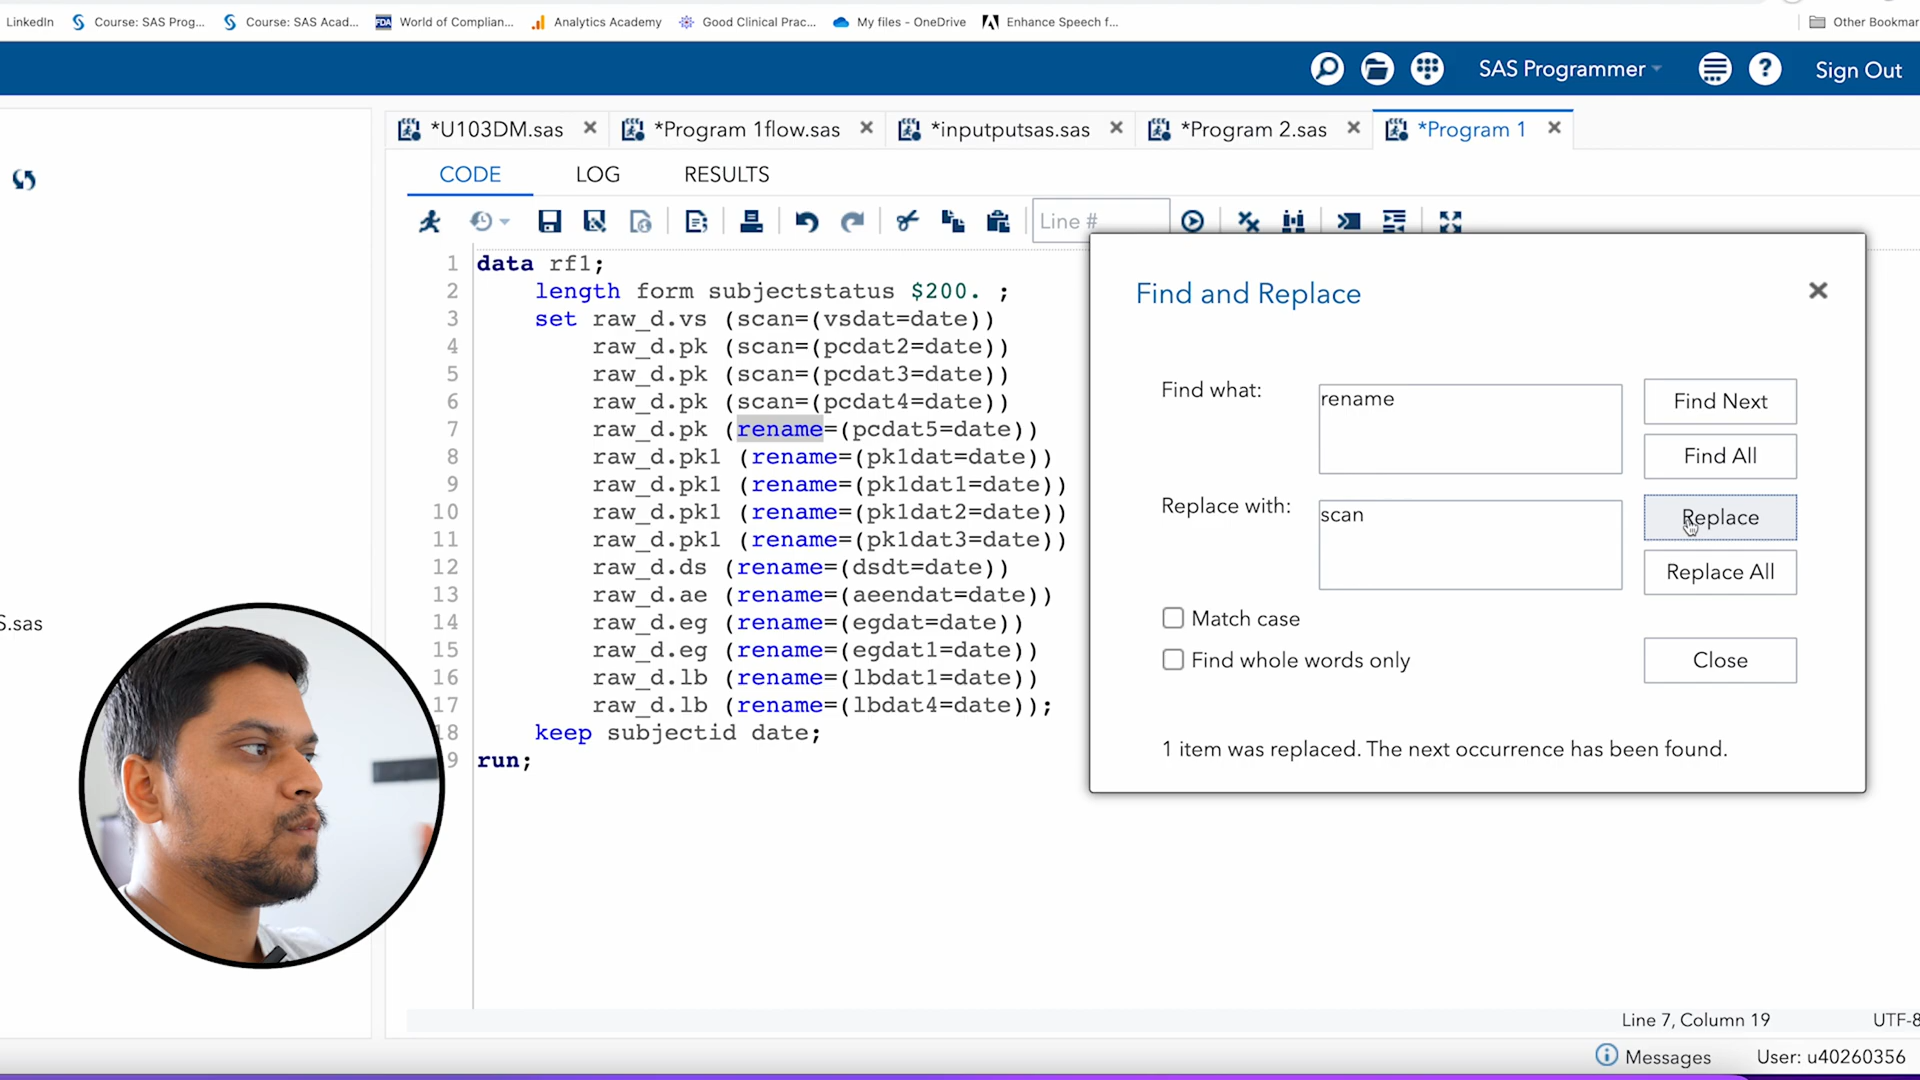 LinkedIn
Course: SAS Prog...
Course: SAS Acad...
FDA
World of Complian...
Analytics Academy
Good Clinical Prac...
My files - OneDrive
Enhance Speech f...
Other Bookmar
SAS Programmer
?
Sign Out
*U103DM.sas
*Program 1flow.sas
*inputputsas.sas
*Program 2.sas
*Program 1
CODE
LOG
RESULTS
Line #
1 data rf1;
2 length form subjectstatus $200. ;
3 set raw_d.vs (scan=(vsdat=date))
4 raw_d.pk (scan=(pcdat2=date))
5 raw_d.pk (scan=(pcdat3=date))
6 raw_d.pk (scan=(pcdat4=date))
7 raw_d.pk (rename=(pcdat5=date))
8 raw_d.pk1 (rename=(pk1dat=date))
9 raw_d.pk1 (rename=(pk1dat1=date))
10 raw_d.pk1 (rename=(pk1dat2=date))
11 raw_d.pk1 (rename=(pk1dat3=date))
12 raw_d.ds (rename=(dsdt=date))
13 raw_d.ae (rename=(aeendat=date))
14 raw_d.eg (rename=(egdat=date))
15 raw_d.eg (rename=(egdat1=date))
16 raw_d.lb (rename=(lbdat1=date))
17 raw_d.lb (rename=(lbdat4=date));
18 keep subjectid date;
9 run;
S.sas
Find and Replace
Find what:
rename
Find Next
Find All
Replace with:
scan
Replace
Replace All
Match case
Find whole words only
Close
1 item was replaced. The next occurrence has been found.
Line 7, Column 19
UTF-8
Messages
User: u40260356